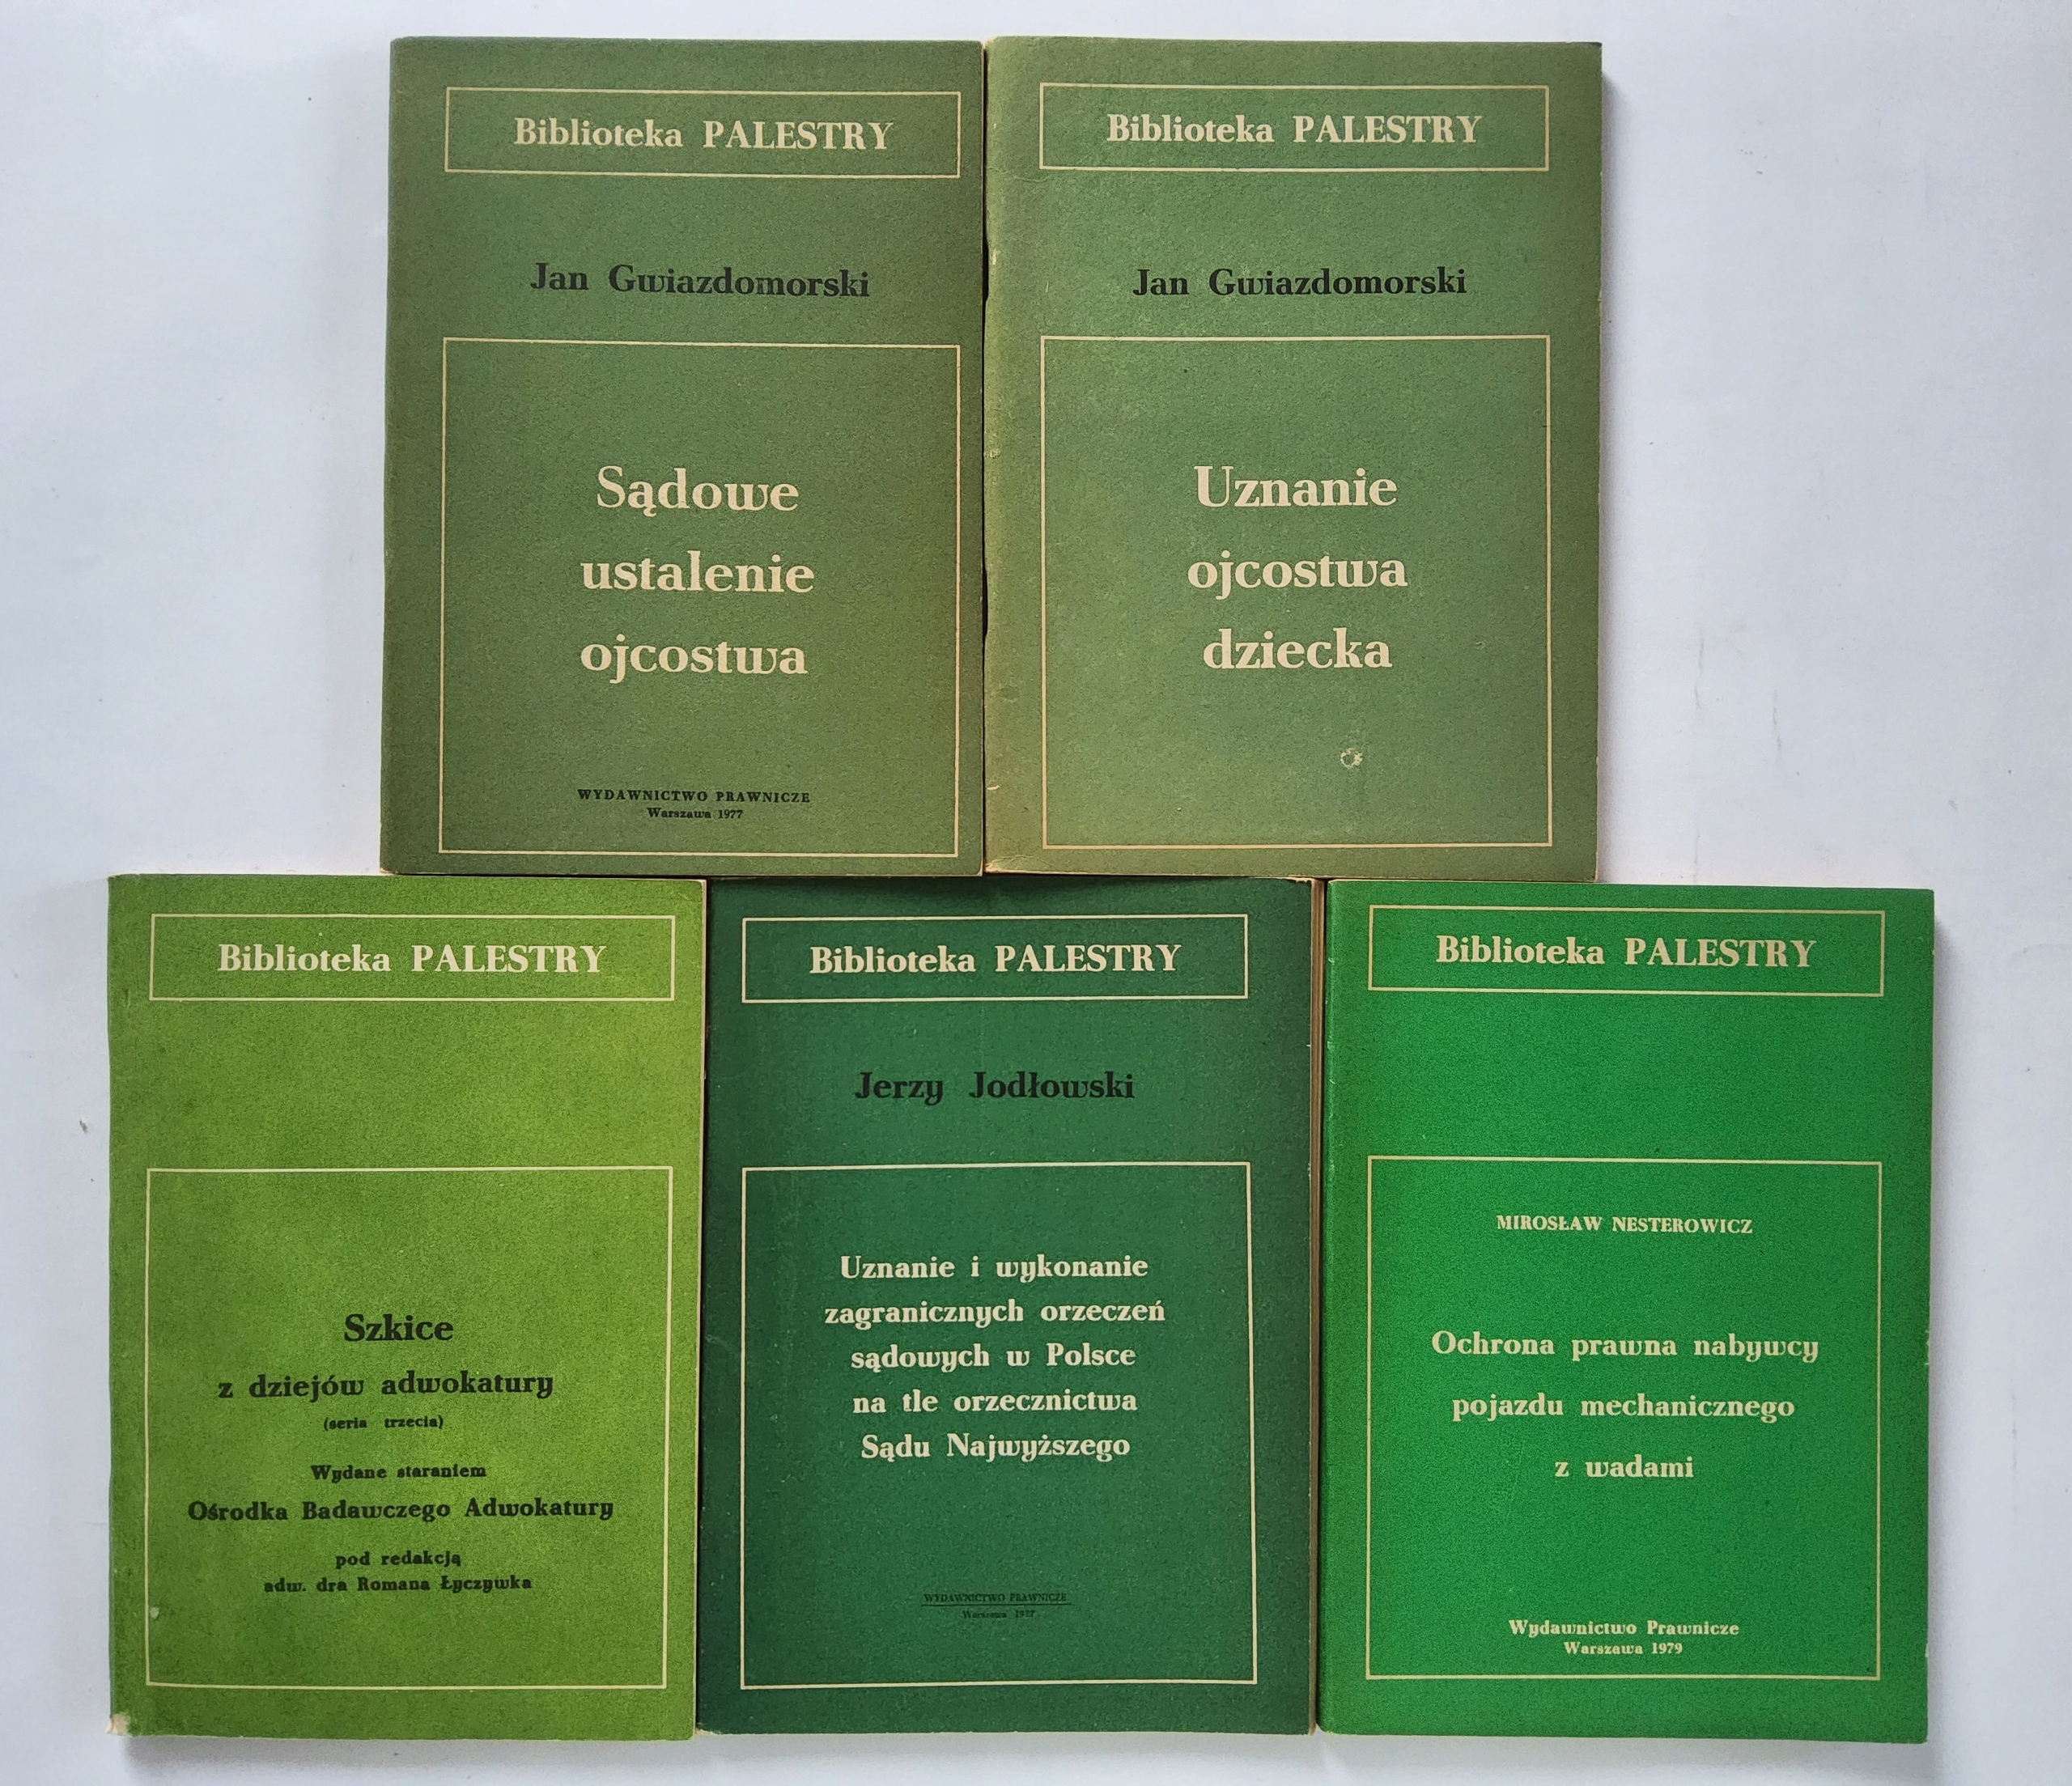 Biblioteka PALESTRY
Jan Gwiazdomorski
Sądowe
ustalenie
ojcostwa
WYDAWNICTWO PRAWNICZE
Warszawa 1977
Biblioteka PALESTRY
Jan Gwiazdomorski
Uznanie
ojcostwa
dziecka
Biblioteka PALESTRY
Szkice
z dziejów adwokatury
(seria trzecia)
Wydane staraniem
Ośrodka Badawczego Adwokatury
pod redakcją
adw. dra Romana Łyczywka
Biblioteka PALESTRY
Jerzy Jodłowski
Uznanie i wykonanie
zagranicznych orzeczeń
sądowych w Polsce
na tle orzecznictwa
Sądu Najwyższego
WYDAWNICTWO PRAWNICZE
Warszawa 1977
Biblioteka PALESTRY
MIROSŁAW NESTEROWICZ
Ochrona prawna nabywcy
pojazdu mechanicznego
z wadami
Wydawnictwo Prawnicze
Warszawa 1979